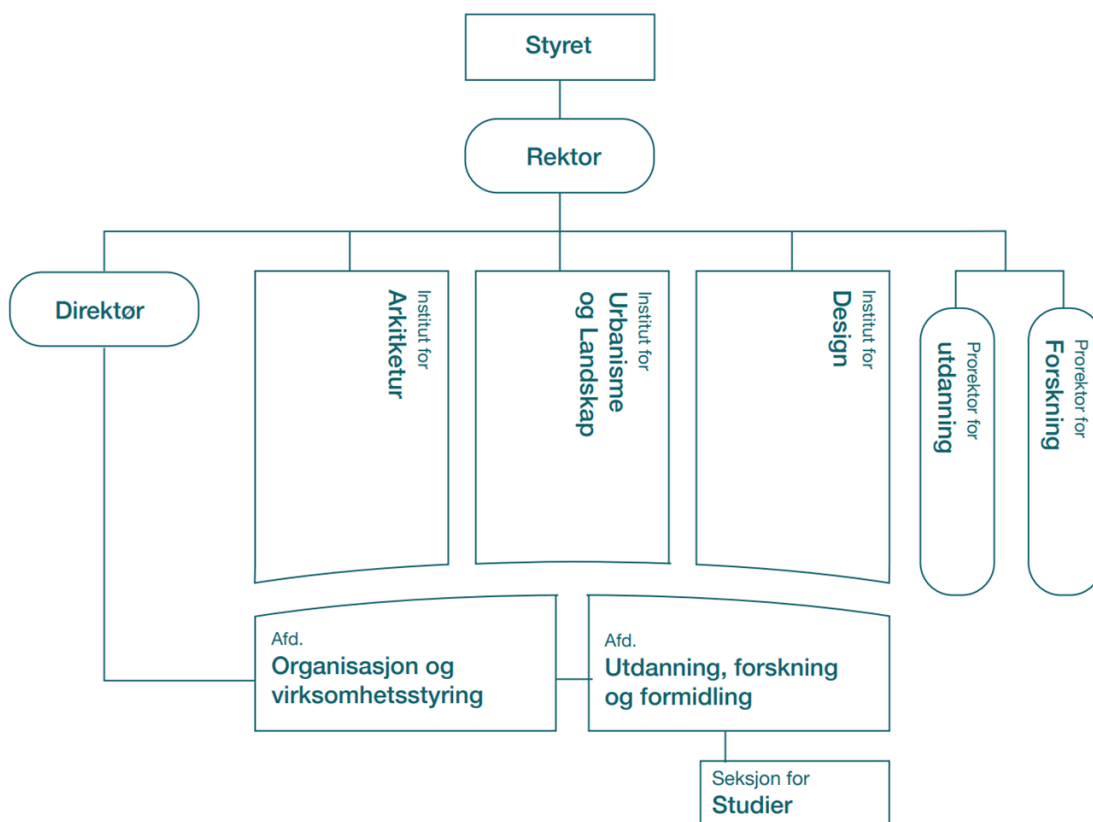 Styret
Rektor
Direktør
Institut for
Arkitketur
Institut for
Urbanisme
og Landskap
Institut for
Design
Prorektor for
utdanning
Prorektor for
Forskning
Afd.
Organisasjon og
virksomhetsstyring
Afd.
Utdanning, forskning
og formidling
Seksjon for
Studier